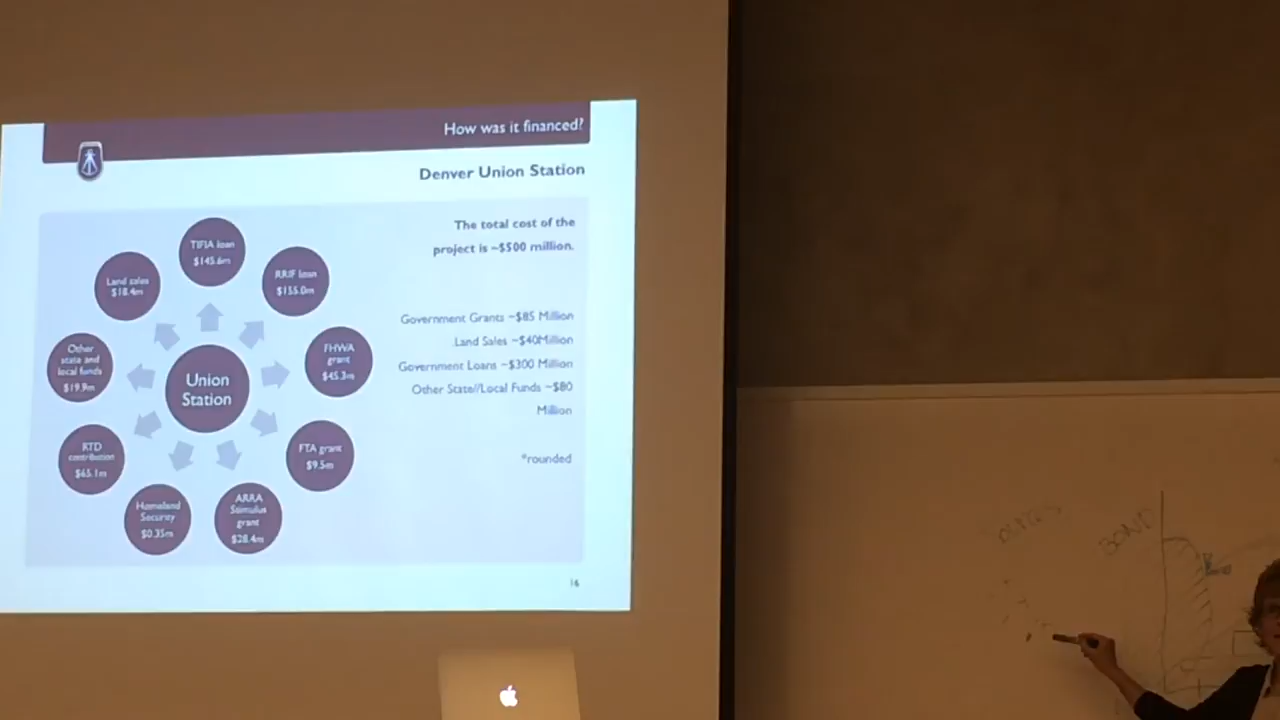 How was it financed?
Denver Union Station
The total cost of the
project is ~$500 million.
Government Grants ~$85 Million
Land Sales ~$40Million
Government Loans ~$300 Million
Other State//Local Funds ~$80
Million
*rounded
TIFIA loan
$145.6m
RRIF loan
$155.0m
FHWA
grant
$45.3m
FTA grant
$9.5m
ARRA
Stimulus
grant
$28.4m
Homeland
Security
$0.35m
RTD
contribution
$65.1m
Other
state and
local funds
$19.9m
Land sales
$18.4m
Union
Station
16
BOND